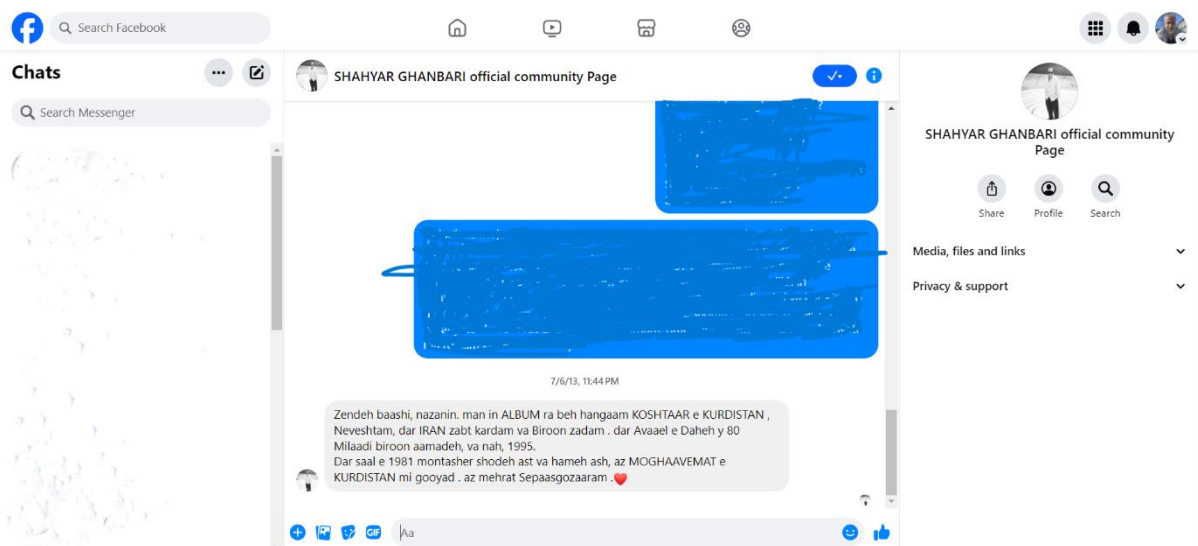 Search Facebook
Chats
Search Messenger
SHAHYAR GHANBARI official community Page
7/6/13, 11:44 PM
Zendeh baashi, nazanin. man in ALBUM ra beh hangaam KOSHTAAR e KURDISTAN ,
Neveshtam, dar IRAN zabt kardam va Biroon zadam . dar Avaael e Daheh y 80
Milaadi biroon aamadeh, va nah, 1995.
Dar saal e 1981 montasher shodeh ast va hameh ash, az MOGHAAVEMAT e
KURDISTAN mi gooyad . az mehrat Sepaasgozaaram .❤
GIF
Aa
SHAHYAR GHANBARI official community
Page
Share Profile Search
Media, files and links
Privacy & support